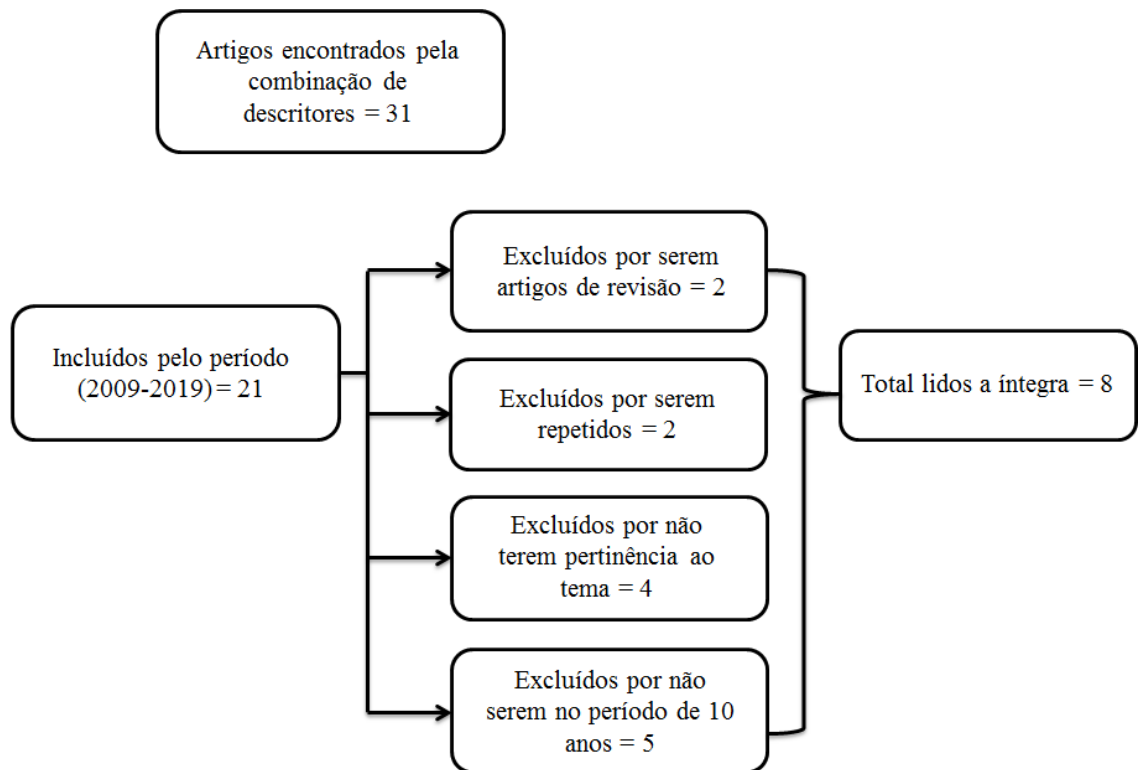 Artigos encontrados pela
combinação de
descritores = 31
Excluídos por serem
artigos de revisão = 2
Incluídos pelo período
(2009-2019) = 21
Excluídos por serem
repetidos = 2
Total lidos a íntegra = 8
Excluídos por não
terem pertinência ao
tema = 4
Excluídos por não
serem no período de 10
anos = 5